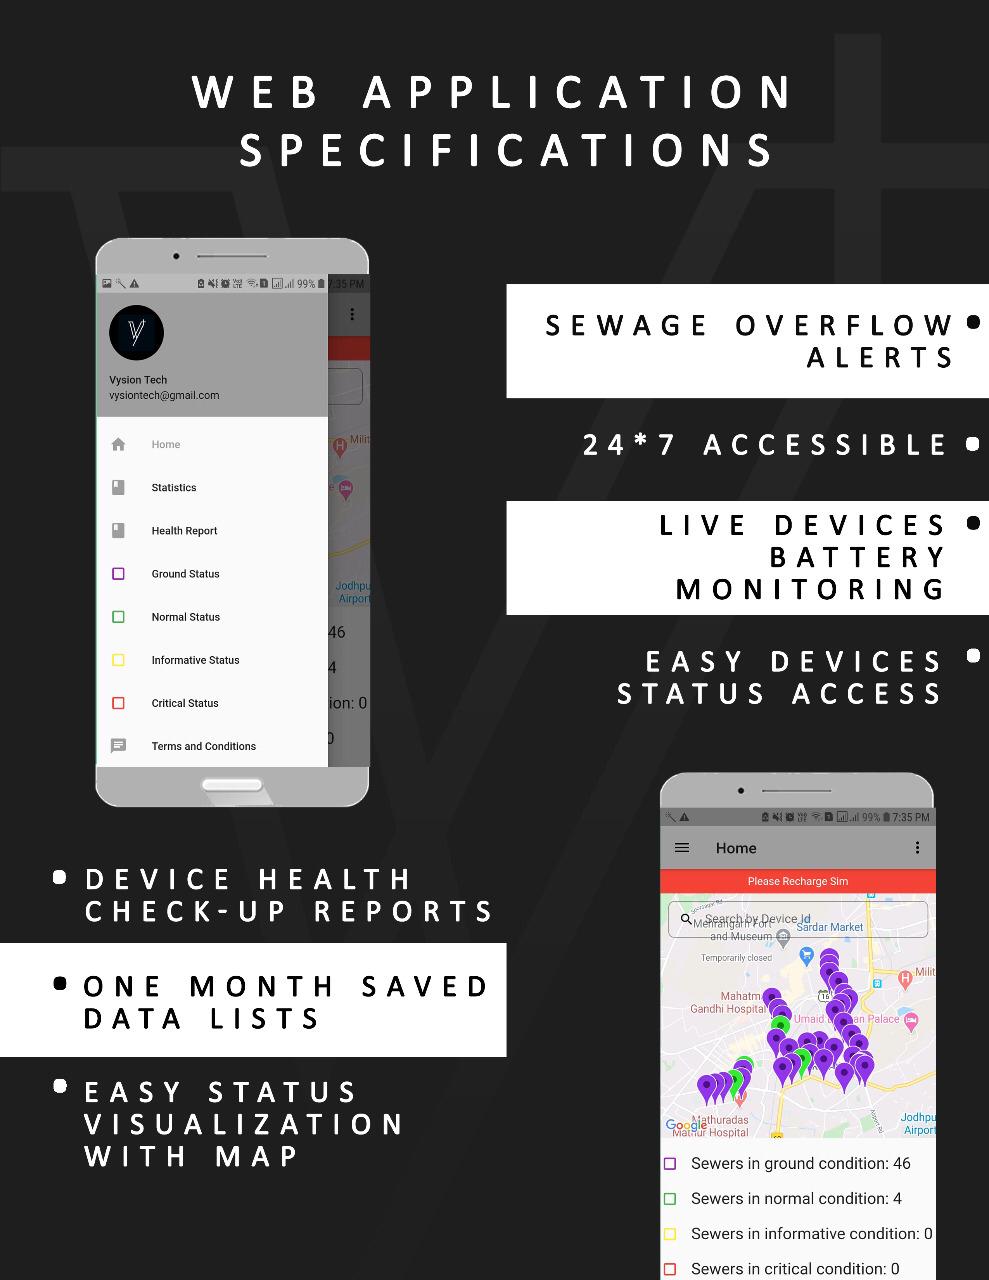 WEB APPLICATION
SPECIFICATIONS
99% 7:35 PM
Vysion Tech
vysiontech@gmail.com
Home
Statistics
Health Report
Ground Status
Normal Status
Informative Status
Critical Status
Terms and Conditions
Milit
Jodhpu
Airport
46
4
ion: 0
0
SEWAGE OVERFLOW
ALERTS
24*7 ACCESSIBLE
LIVE DEVICES
BATTERY
MONITORING
EASY DEVICES
STATUS ACCESS
DEVICE HEALTH
CHECK-UP REPORTS
ONE MONTH SAVED
DATA LISTS
EASY STATUS
VISUALIZATION
WITH MAP
99% 7:35 PM
Home
Please Recharge Sim
Search by Device Id
Mehrangarh Fort
and Museum
Temporarily closed
Sardar Market
Milit
Mahatm
Gandhi Hospital
16
Umaid B an Palace
Google
Mathuradas
Mathur Hospital
Airport Rd
Jodhpu
Airport
Sewers in ground condition: 46
Sewers in normal condition: 4
Sewers in informative condition: 0
Sewers in critical condition: 0